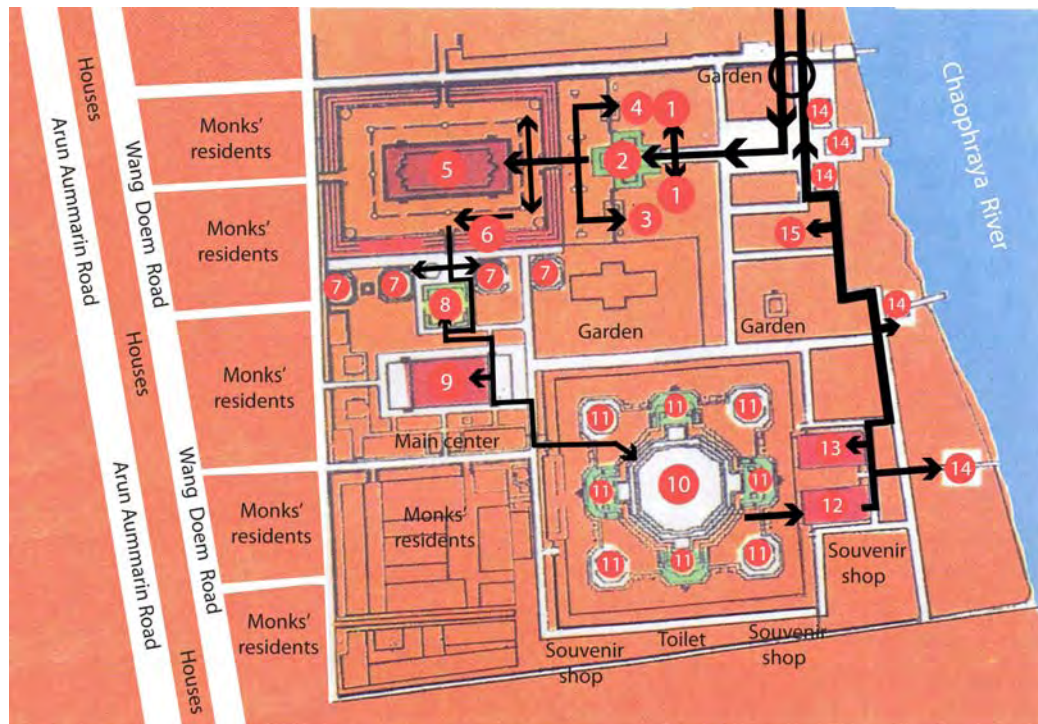 Houses
Arun Aummarin Road
Wang Doem Road
Houses
Arun Aummarin Road
Wang Doem Road
Houses
Monks'
residents
Monks'
residents
Monks'
residents
Monks'
residents
Monks'
residents
Monks'
residents
Garden
Chaophraya River
4
1
2
1
3
5
6
7
7
7
7
8
9
Main center
Garden
Garden
14
14
14
15
14
11
11
11
11
10
11
11
11
11
13
12
14
Souvenir
shop
Souvenir
shop
Toilet
Souvenir
shop